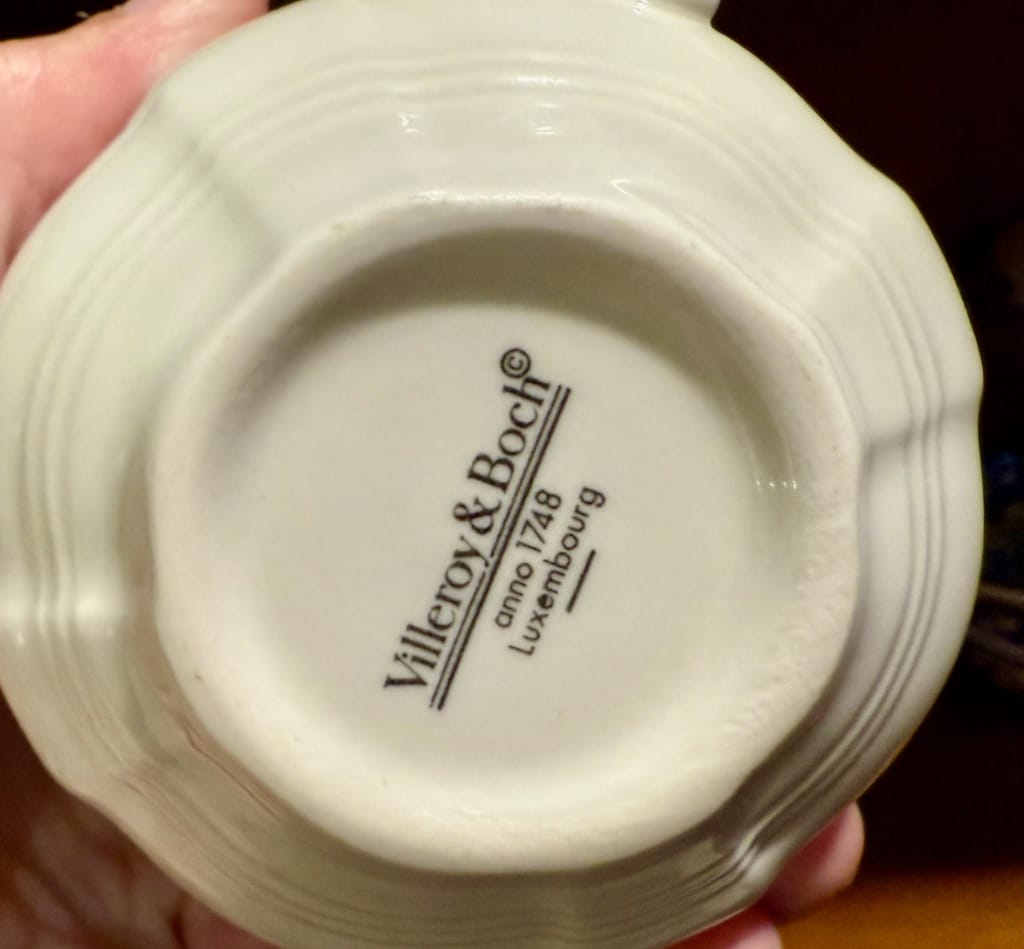 Villeroy & Boch©
anno 1748
Luxembourg